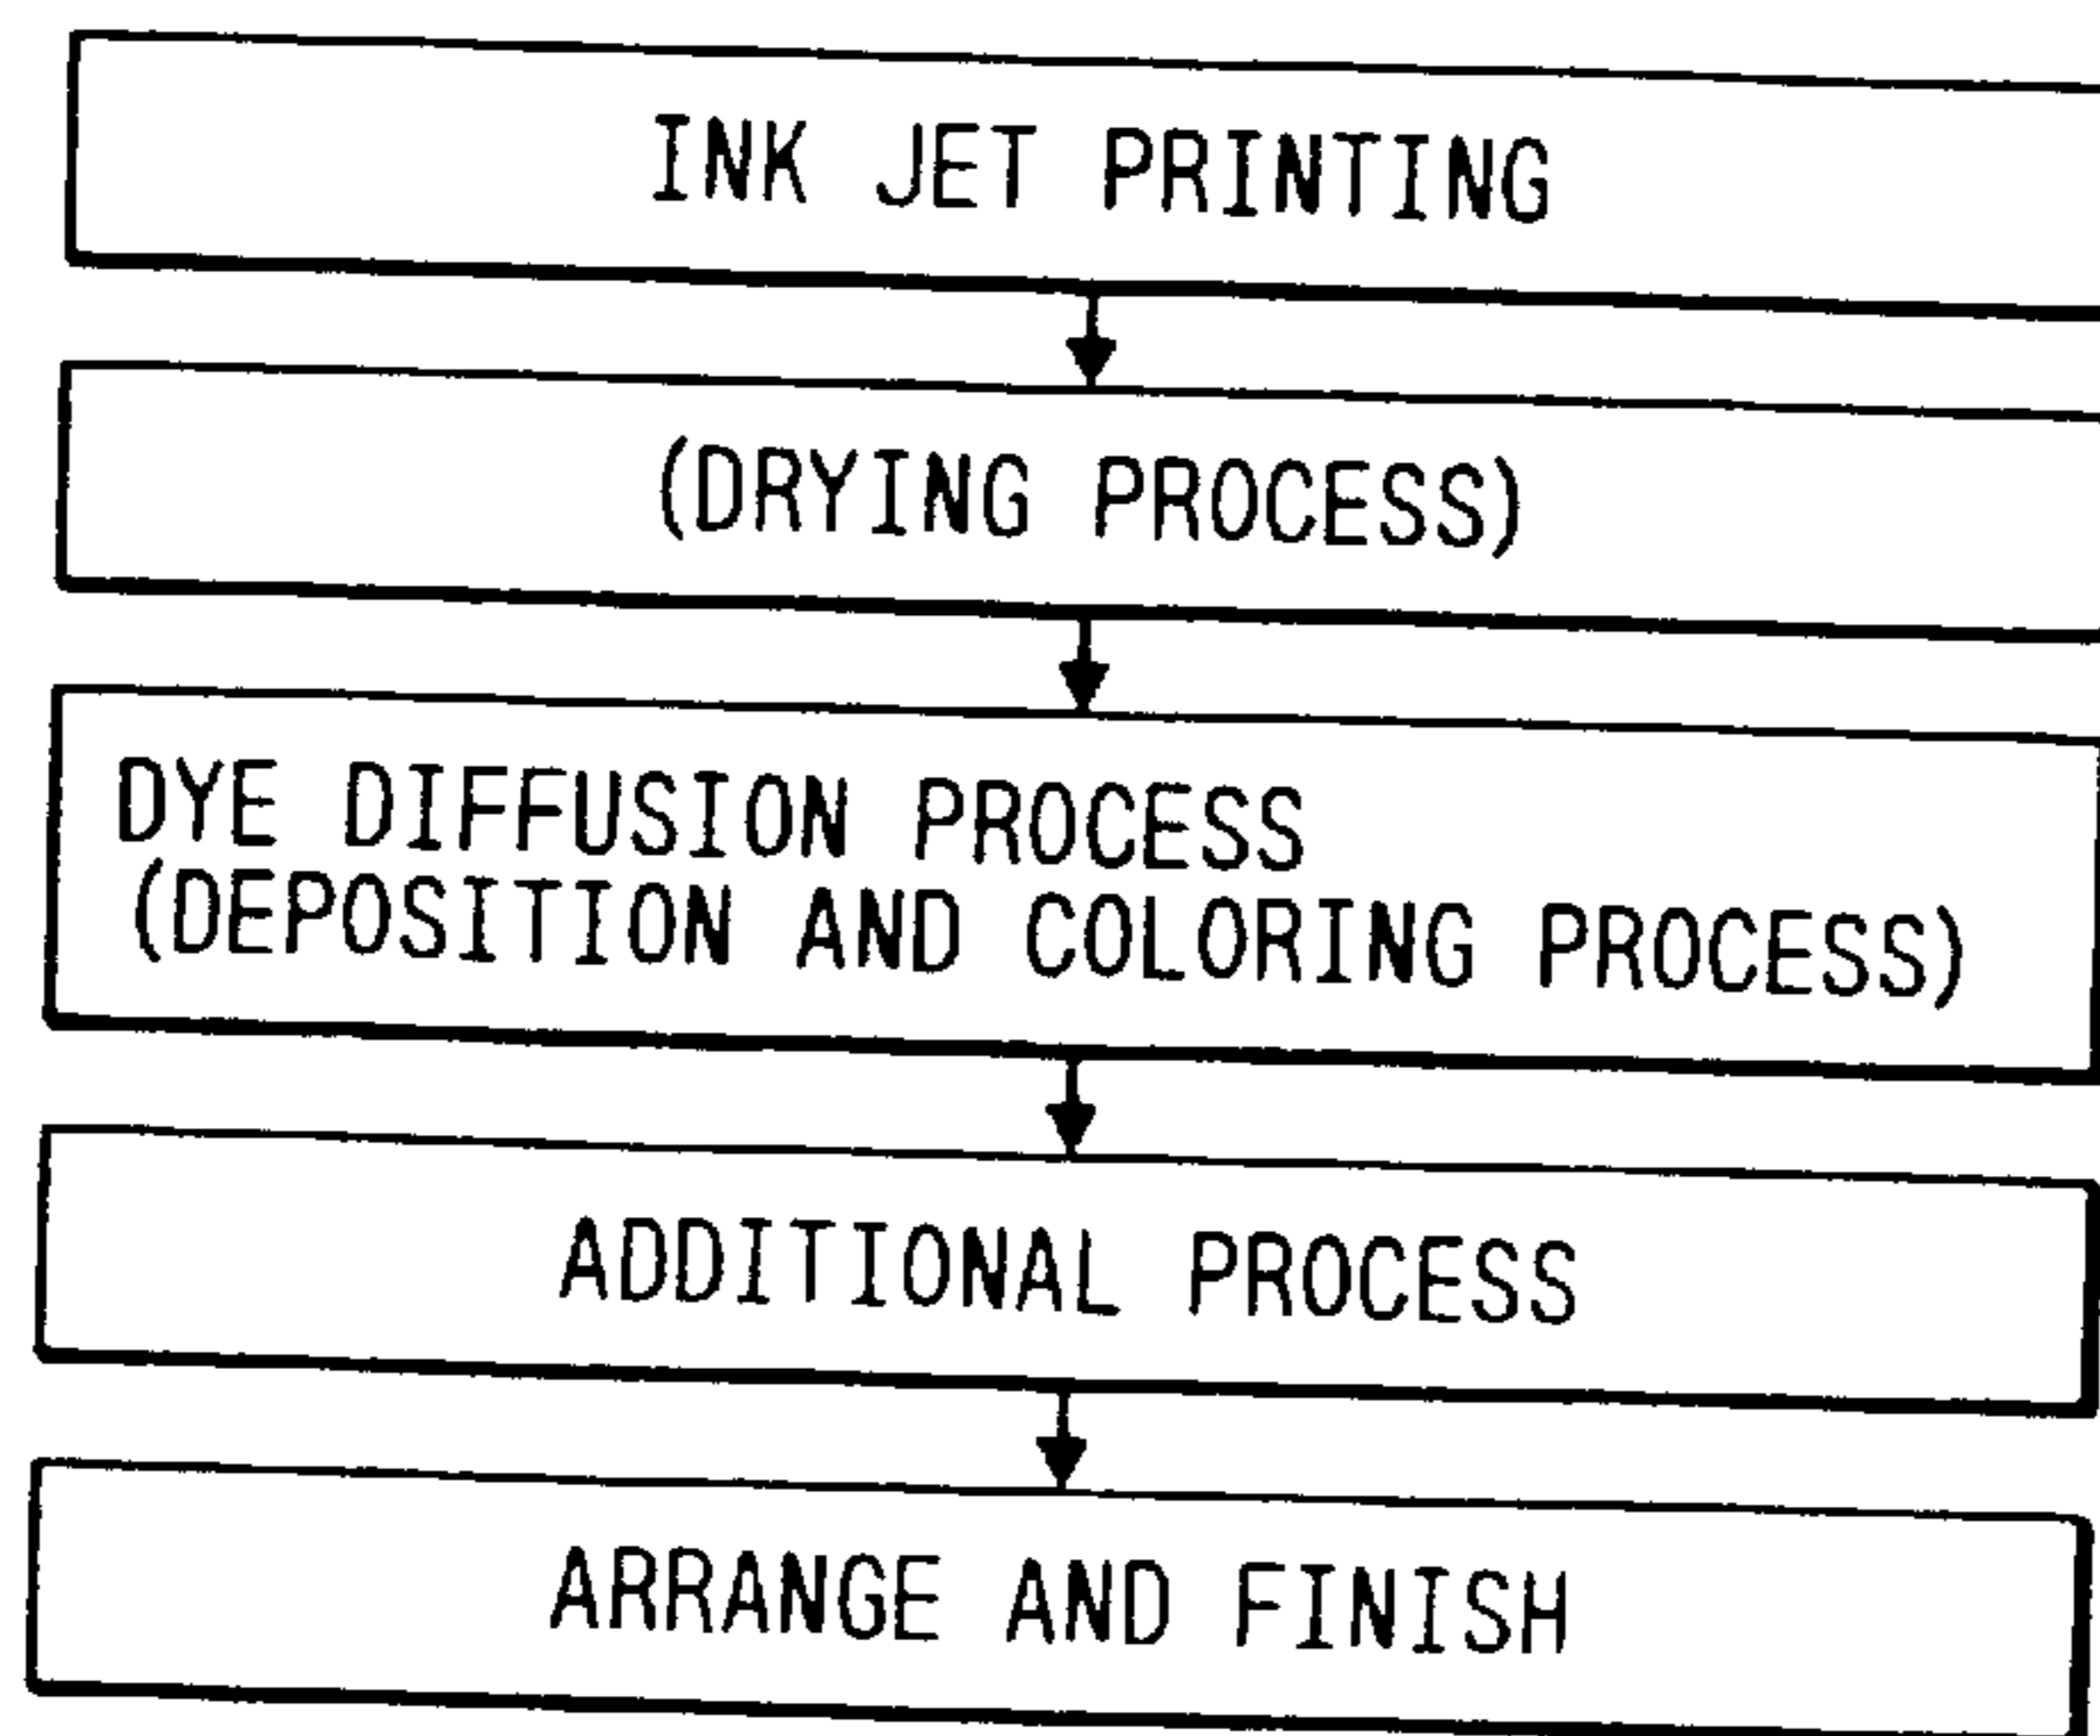 INK JET PRINTING
(DRYING PROCESS)
DYE DIFFUSION PROCESS
(DEPOSITION AND COLORING PROCESS)
ADDITIONAL PROCESS
ARRANGE AND FINISH